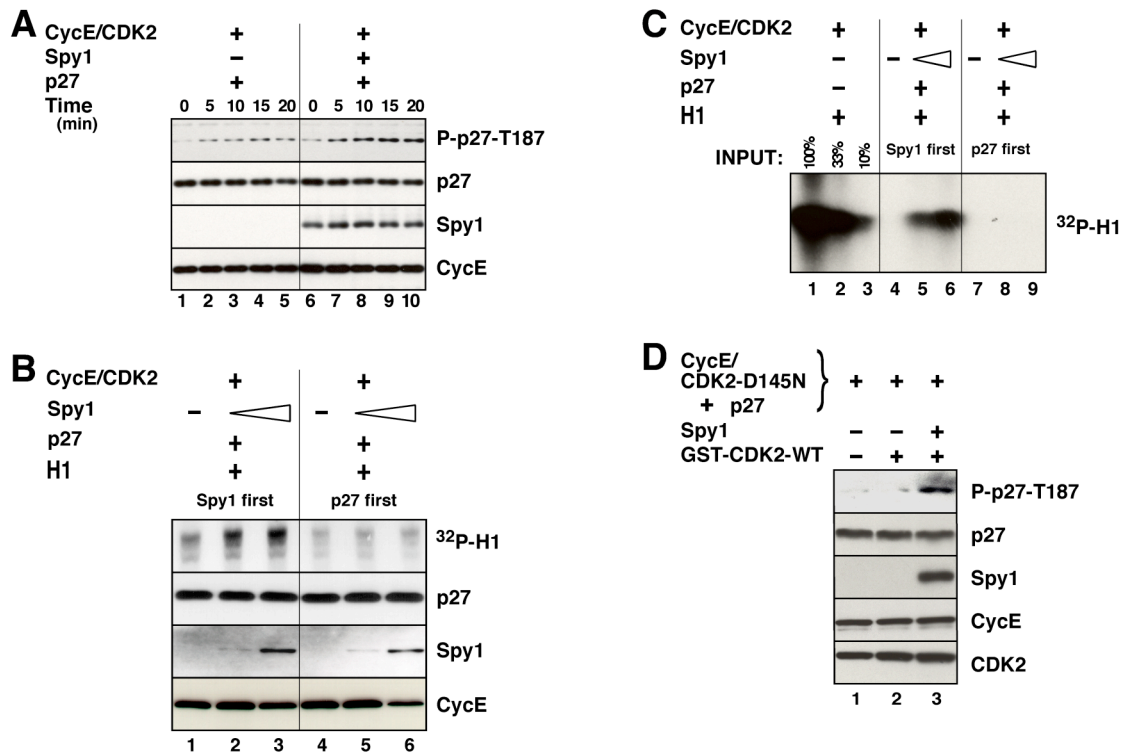 A
CycE/CDK2 + +
Spy1 − +
p27 + +
Time 0 5 10 15 20 0 5 10 15 20
(min)
P-p27-T187
p27
Spy1
CycE
1 2 3 4 5 6 7 8 9 10
B
CycE/CDK2 + +
Spy1 − −
p27 + +
H1 + +
Spy1 first p27 first
32P-H1
p27
Spy1
CycE
1 2 3 4 5 6
C
CycE/CDK2 + + +
Spy1 − − −
p27 − + +
H1 + + +
INPUT: 100% 33% 10% Spy1 first p27 first
32P-H1
1 2 3 4 5 6 7 8 9
D
CycE/
CDK2-D145N } + + +
+ p27
Spy1 − − +
GST-CDK2-WT − + +
P-p27-T187
p27
Spy1
CycE
CDK2
1 2 3